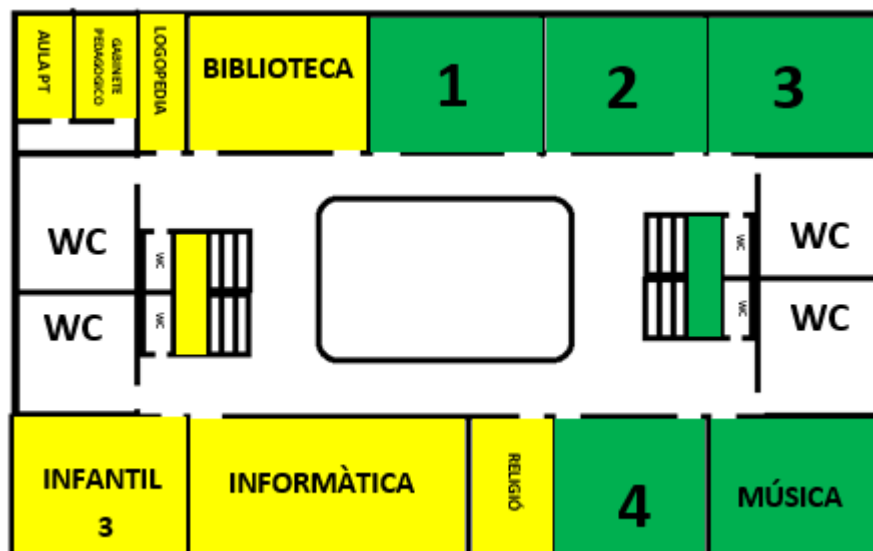 AULA PT
GABINETE
PEDAGOGICO
LOGOPEDIA
BIBLIOTECA
1
2
3
WC
WC
WC
WC
WC
WC
WC
WC
INFANTIL
3
INFORMÀTICA
RELIGIÓ
4
MÚSICA